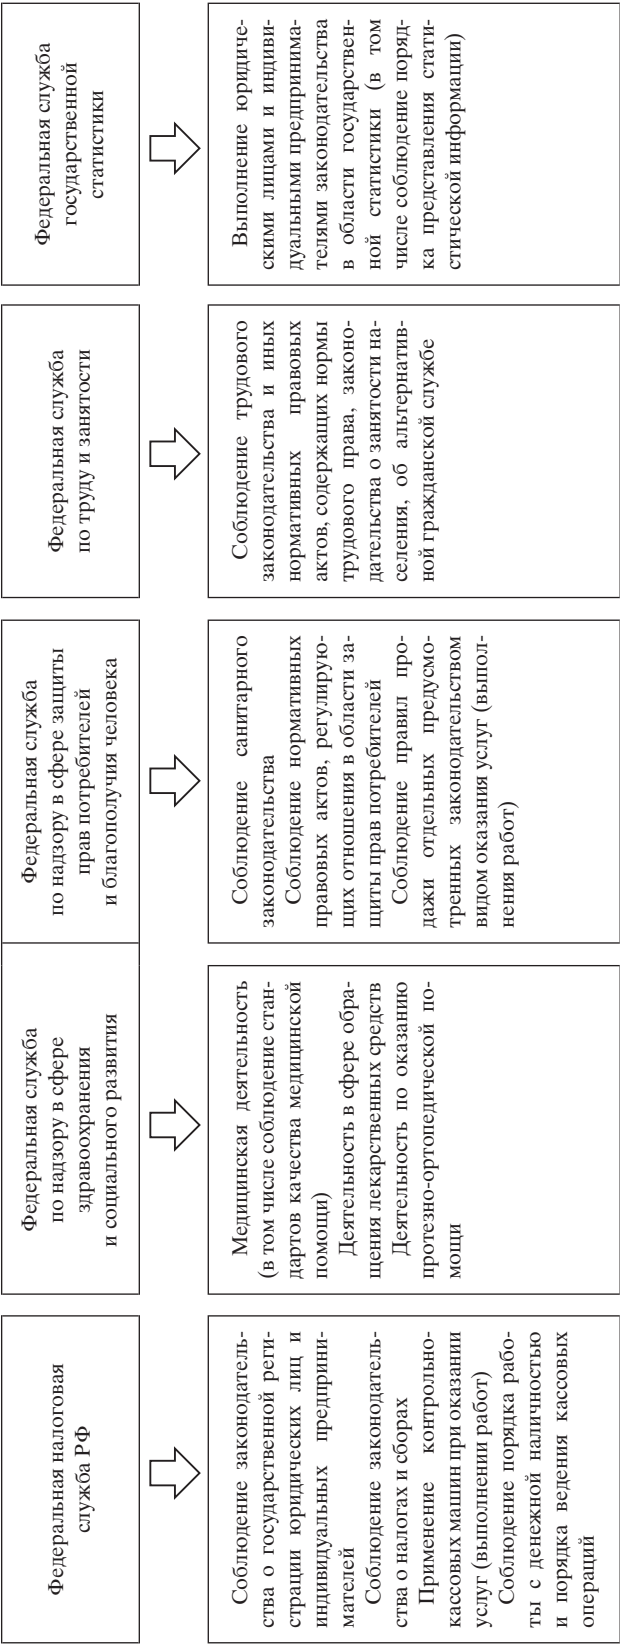 Федеральная налоговая
служба РФ
Соблюдение законодатель-
ства о государственной реги-
страции юридических лиц и
индивидуальных предприни-
мателей
Соблюдение законодатель-
ства о налогах и сборах
Применение контрольно-
кассовых машин при оказании
услуг (выполнении работ)
Соблюдение порядка рабо-
ты с денежной наличностью
и порядка ведения кассовых
операций
Федеральная служба
по надзору в сфере
здравоохранения
и социального развития
Медицинская деятельность
(в том числе соблюдение стан-
дартов качества медицинской
помощи)
Деятельность в сфере обра-
щения лекарственных средств
Деятельность по оказанию
протезно-ортопедической по-
мощи
Федеральная служба
по надзору в сфере защиты
прав потребителей
и благополучия человека
Соблюдение санитарного
законодательства
Соблюдение нормативных
правовых актов, регулирую-
щих отношения в области за-
щиты прав потребителей
Соблюдение правил про-
дажи отдельных предусмо-
тренных законодательством
видом оказания услуг (выпол-
нения работ)
Федеральная служба
по труду и занятости
Соблюдение трудового
законодательства и иных
нормативных правовых
актов, содержащих нормы
трудового права, законо-
дательства о занятости на-
селения, об альтернатив-
ной гражданской службе
Федеральная служба
государственной
статистики
Выполнение юридиче-
скими лицами и индиви-
дуальными предпринима-
телями законодательства
в области государствен-
ной статистики (в том
числе соблюдение поряд-
ка представления стати-
стической информации)